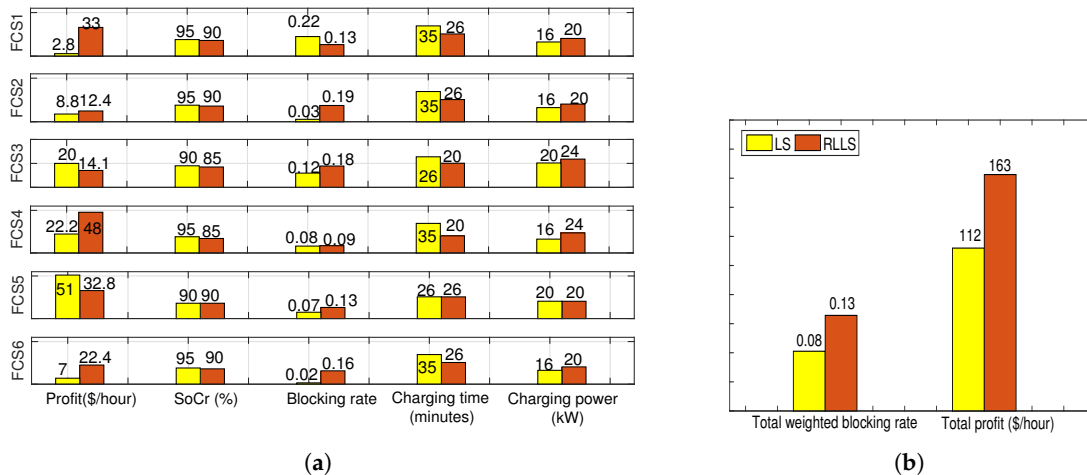 FCS1
2.8
33
95 90
0.22
0.13
35
26
16
20
FCS2
8.8 12.4
95 90
0.03
0.19
35
26
16
20
FCS3
20
14.1
90 85
0.12
0.18
26
20
20
24
FCS4
22.2
48
95 85
0.08 0.09
35
20
16
24
FCS5
51
32.8
90 90
0.07
0.13
26 26
20 20
FCS6
7
22.4
95 90
0.02
0.16
35
26
16
20
Profit($/hour)
SoCr (%)
Blocking rate
Charging time
(minutes)
Charging power
(kW)
(a)
LS
RLLS
0.08
0.13
112
163
Total weighted blocking rate
Total profit ($/hour)
(b)